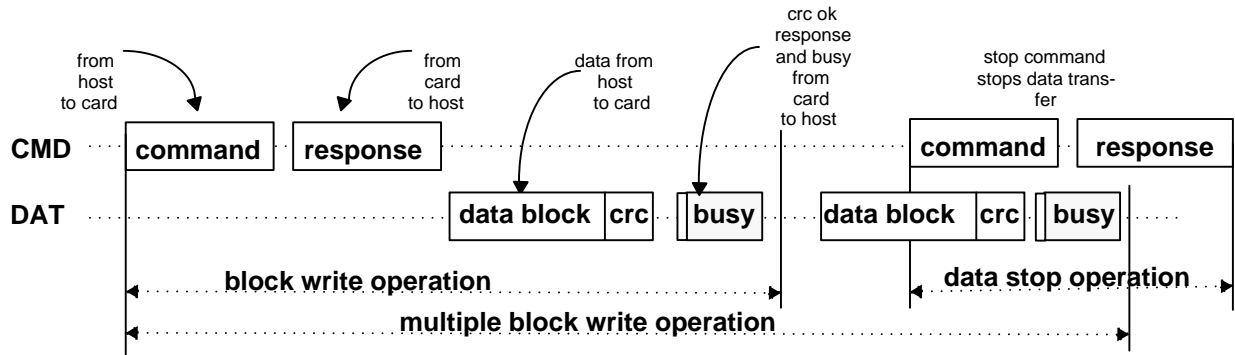 from
host
to card
from
card
to host
data from
host
to card
crc ok
response
and busy
from
card
to host
stop command
stops data trans-
fer
CMD
command
response
command
response
DAT
data block
crc
busy
data block
crc
busy
block write operation
data stop operation
multiple block write operation